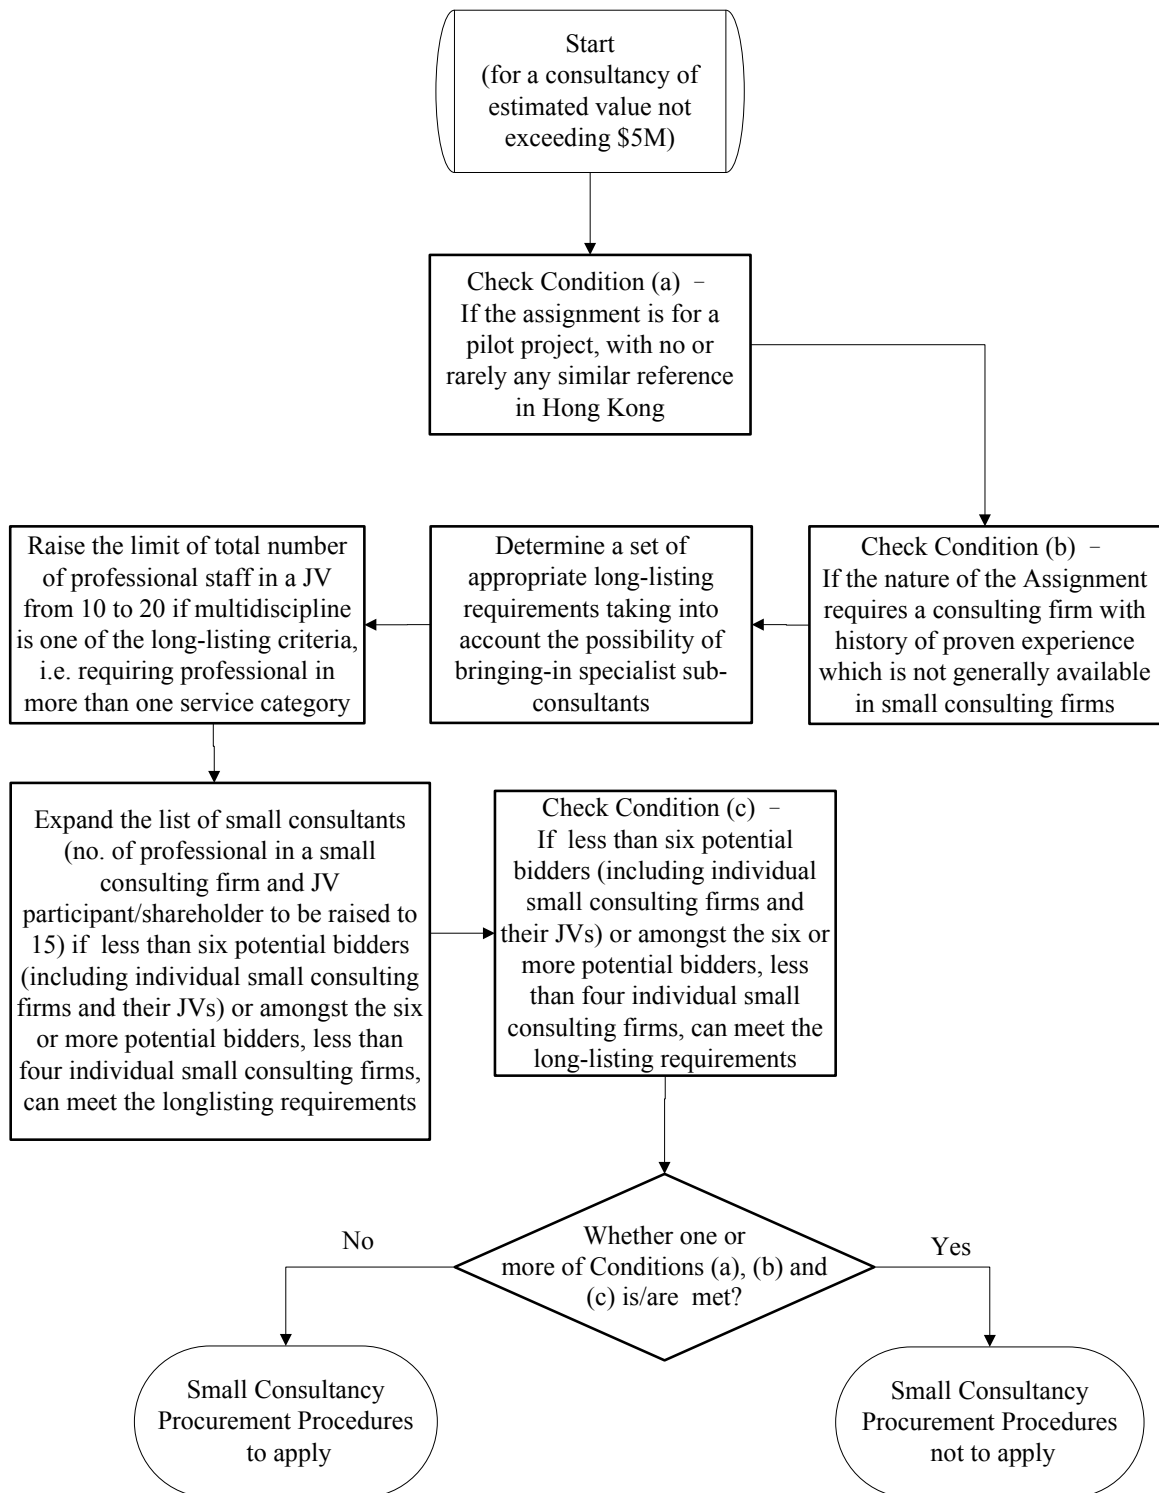 Start
(for a consultancy of
estimated value not
exceeding $5M)
Check Condition (a) –
If the assignment is for a
pilot project, with no or
rarely any similar reference
in Hong Kong
Check Condition (b) –
If the nature of the Assignment
requires a consulting firm with
history of proven experience
which is not generally available
in small consulting firms
Determine a set of
appropriate long-listing
requirements taking into
account the possibility of
bringing-in specialist sub-
consultants
Raise the limit of total number
of professional staff in a JV
from 10 to 20 if multidiscipline
is one of the long-listing criteria,
i.e. requiring professional in
more than one service category
Expand the list of small consultants
(no. of professional in a small
consulting firm and JV
participant/shareholder to be raised to
15) if less than six potential bidders
(including individual small consulting
firms and their JVs) or amongst the six
or more potential bidders, less than
four individual small consulting firms,
can meet the longlisting requirements
Check Condition (c) –
If less than six potential
bidders (including individual
small consulting firms and
their JVs) or amongst the six or
more potential bidders, less
than four individual small
consulting firms, can meet the
long-listing requirements
Whether one or
more of Conditions (a), (b) and
(c) is/are met?
No
Yes
Small Consultancy
Procurement Procedures
to apply
Small Consultancy
Procurement Procedures
not to apply